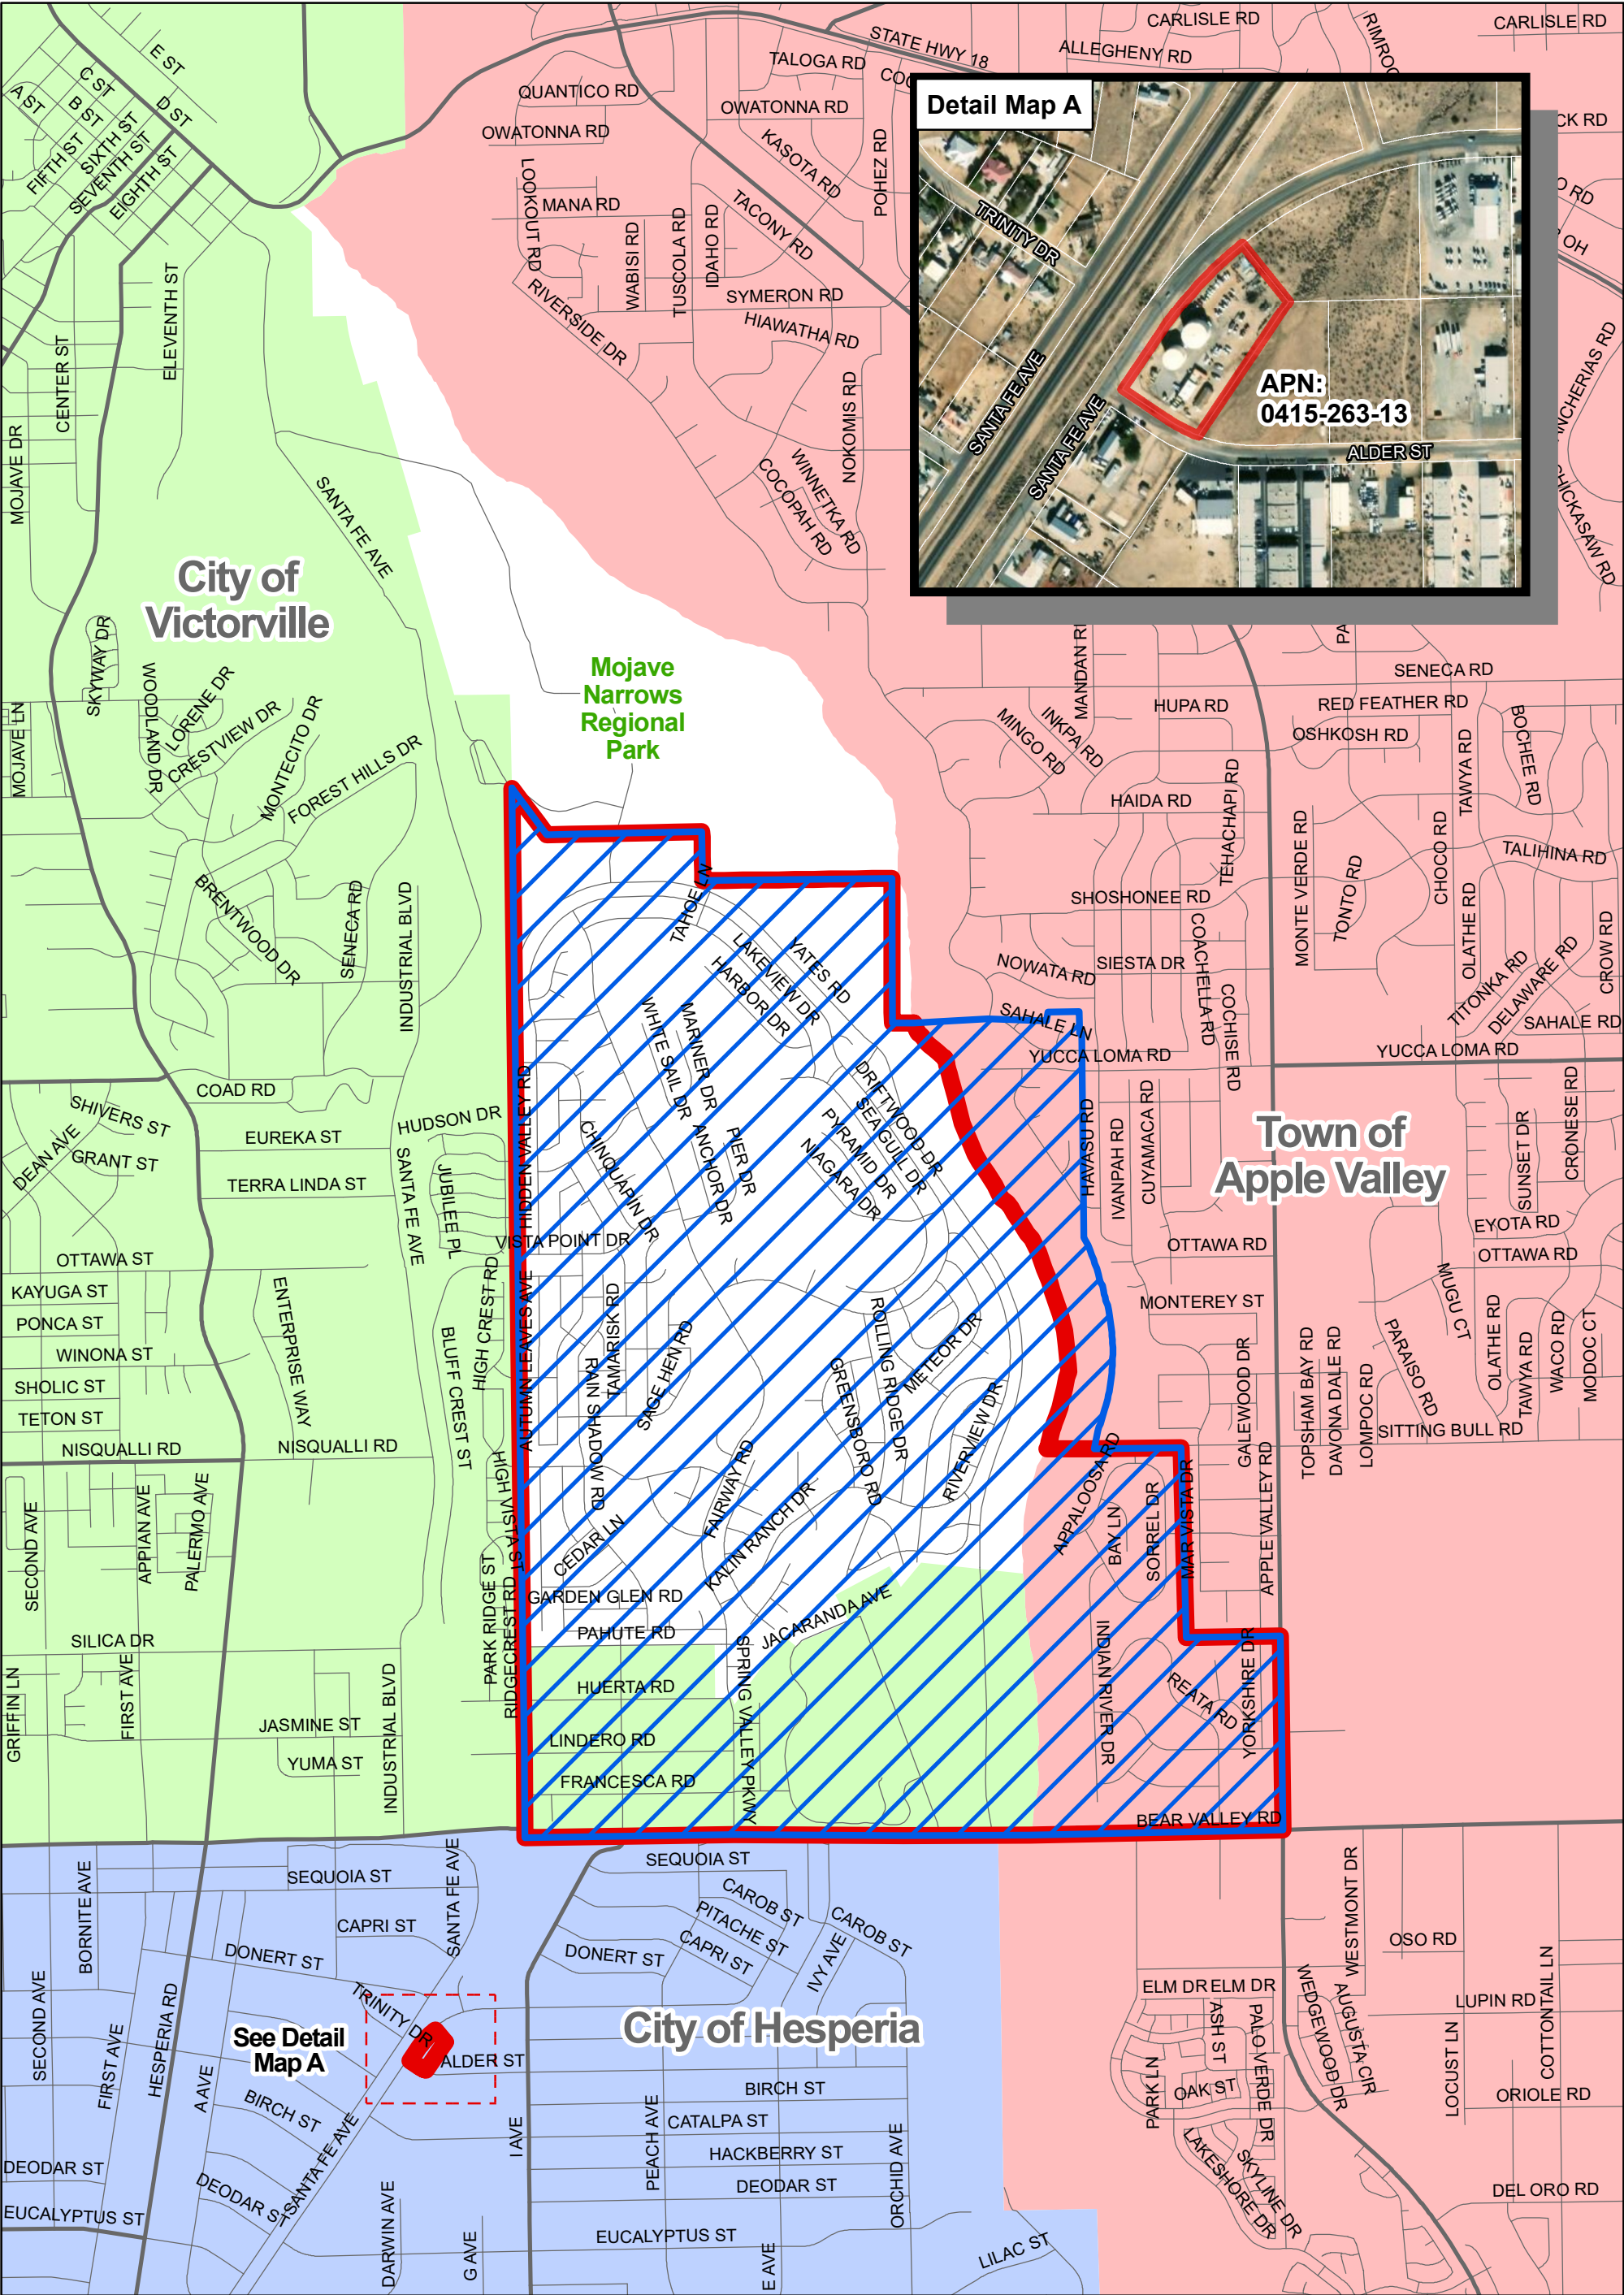 CARLISLE RD
CARLISLE RD
E ST
STATE HWY 18
ALLEGHENY RD
TALOGA RD
C ST
A ST
B ST
D ST
QUANTICO RD
OWATONNA RD
Detail Map A
FIFTH ST
SIXTH ST
SEVENTH ST
EIGHTH ST
OWATONNA RD
KASOTA RD
POHEZ RD
LOOKOUT RD
MANA RD
WABISI RD
TUSCOLA RD
IDAHO RD
TACONY RD
TRINITY DR
RIVERSIDE DR
SYMERON RD
HIAWATHA RD
ELEVENTH ST
CENTER ST
MOJAVE DR
SANTA FE AVE
SANTA FE AVE
APN:
0415-263-13
ALDER ST
NOKOMIS RD
WINNETKA RD
COCOPAH RD
CHICKASAW RD
SANTA FE AVE
City of
Victorville
SKYWAY DR
WOODLAND DR
LORENE DR
CRESTVIEW DR
MONTECITO DR
FOREST HILLS DR
MOJAVE LN
Mojave
Narrows
Regional
Park
SENECA RD
HUPA RD
RED FEATHER RD
OSHKOSH RD
BOCHEE RD
MINGO RD
INKPA RD
TAWYA RD
HAIDA RD
TEHACHAPI RD
MONTE VERDE RD
TONTO RD
CHOCO RD
TALIHINA RD
BRENTWOOD DR
SENECA RD
INDUSTRIAL BLVD
TAHOE LN
SHOSHONEE RD
LAKEVIEW DR
YATES RD
HARBOR DR
NOWATA RD
SIESTA DR
COACHELLA RD
COCHISE RD
OLATHE RD
TITONKA RD
DELAWARE RD
CROW RD
WHITE SAIL DR
MARINER DR
SAHALE LN
SAHALE RD
YUCCA LOMA RD
YUCCA LOMA RD
COAD RD
SHIVERS ST
HUDSON DR
HIDDEN VALLEY RD
DRIFTWOOD DR
SEA GULL DR
PYRAMID DR
NIAGARA DR
HAVASU RD
IVANPAH RD
CUYAMACA RD
Town of
Apple Valley
SUNSET DR
CRONESE RD
EUREKA ST
DEAN AVE
GRANT ST
TERRA LINDA ST
SANTA FE AVE
JUBILEE PL
CHINQUAPIN DR
ANCHOR DR
PIER DR
VISTA POINT DR
OTTAWA ST
OTTAWA RD
EYOTA RD
OTTAWA RD
KAYUGA ST
PONCA ST
WINONA ST
SHOLIC ST
TETON ST
NISQUALLI RD
NISQUALLI RD
ENTERPRISE WAY
BLUFF CREST ST
HIGH CREST RD
AUTUMN LEAVES AVE
TAMARISK RD
RAIN SHADOW RD
SAGE HEN RD
ROLLING RIDGE DR
METEOR DR
GREENSBORO RD
RIVERVIEW DR
MONTEREY ST
GALEWOOD DR
TOPSHAM BAY RD
DAVONA DALE RD
LOMPOC RD
PARAISO RD
MUGU CT
OLATHE RD
TAWYA RD
WACO RD
MODOC CT
SITTING BULL RD
SECOND AVE
APPIAN AVE
PALERMO AVE
HIGH VISTA ST
FAIRWAY RD
KALIN RANCH DR
CEDAR LN
APPALOOSA RD
BAY LN
SORREL DR
MAR VISTA DR
APPLE VALLEY RD
PARK RIDGE ST
RIDGECREST RD
GARDEN GLEN RD
JACARANDA AVE
PAHUTE RD
SILICA DR
GRIFFIN LN
FIRST AVE
INDUSTRIAL BLVD
HUERTA RD
SPRING VALLEY PKWY
INDIAN RIVER DR
REATA RD
YORKSHIRE DR
JASMINE ST
YUMA ST
LINDERO RD
FRANCESCA RD
BEAR VALLEY RD
BORNITE AVE
SEQUOIA ST
SANTA FE AVE
SEQUOIA ST
CAROB ST
PITACHE ST
CAPRI ST
CAROB ST
IVY AVE
WESTMONT DR
OSO RD
CAPRI ST
DONERT ST
DONERT ST
SECOND AVE
FIRST AVE
HESPERIA RD
A AVE
TRINITY DR
See Detail
Map A
ALDER ST
City of Hesperia
ELM DR
ELM DR
ASH ST
PALO VERDE DR
WEDGEWOOD DR
AUGUSTA CIR
LUPIN RD
LOCUST LN
COTTONTAIL LN
PARK LN
OAK ST
ORIOLE RD
BIRCH ST
BIRCH ST
CATALPA ST
HACKBERRY ST
DEODAR ST
I AVE
PEACH AVE
ORCHID AVE
SANTA FE AVE
DEODAR ST
DEODAR ST
EUCALYPTUS ST
EUCALYPTUS ST
DARWIN AVE
G AVE
E AVE
LILAC ST
LAKESHORE DR
SKYLINE DR
DEL ORO RD